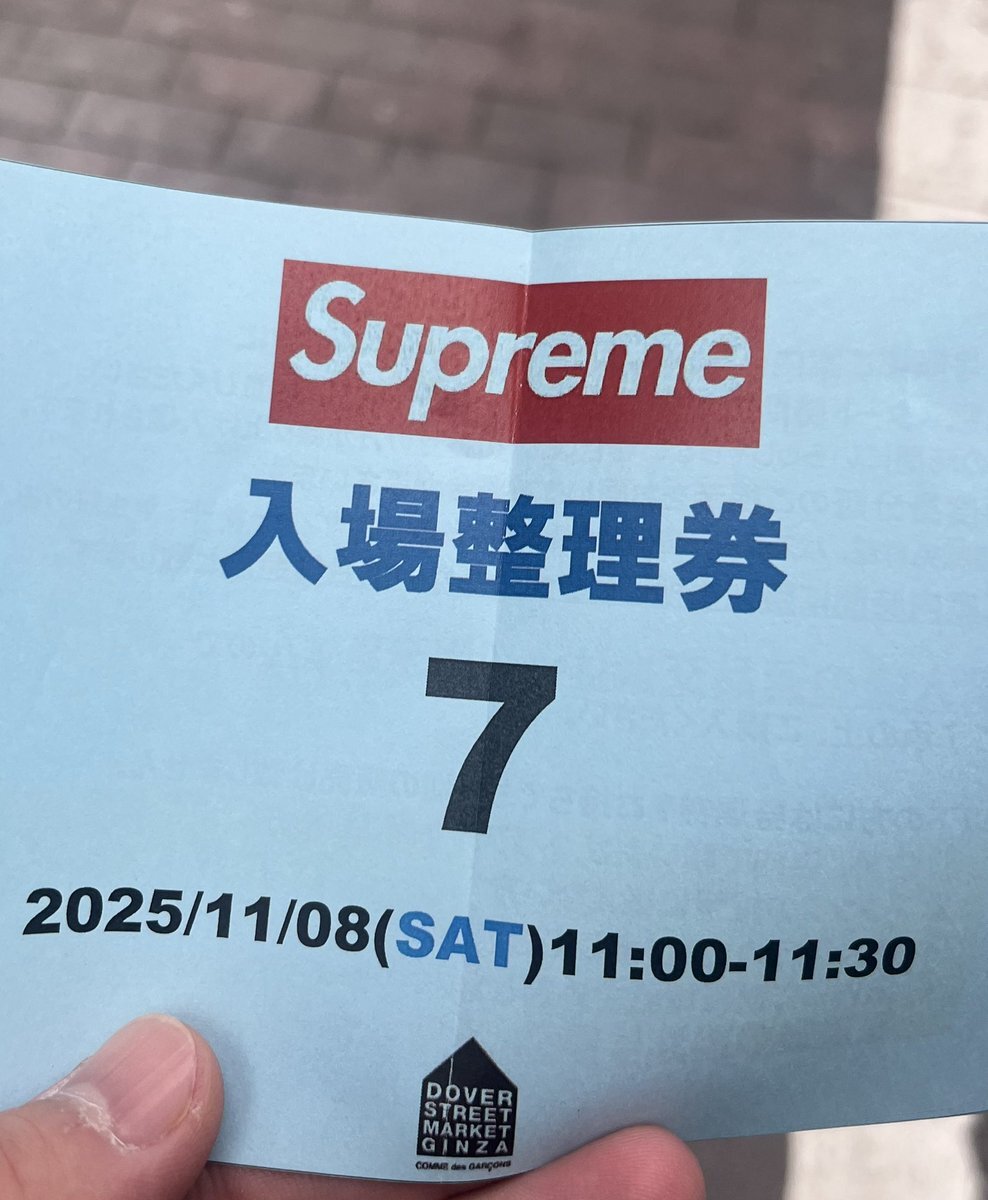 Supreme
入場整理券
7
2025/11/08(SAT)11:00-11:30
DOVER
STREET
MARKET
GINZA
COMME des GARÇONS